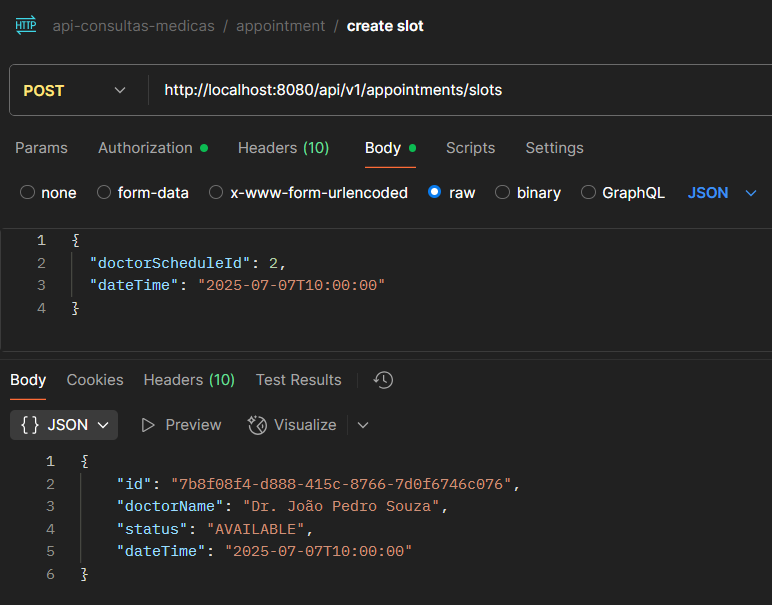 HTTP api-consultas-medicas / appointment / create slot
POST http://localhost:8080/api/v1/appointments/slots
Params Authorization Headers (10) Body Scripts Settings
none form-data x-www-form-urlencoded raw binary GraphQL JSON
1 {
2 "doctorScheduleId": 2,
3 "dateTime": "2025-07-07T10:00:00"
4 }
Body Cookies Headers (10) Test Results
{} JSON Preview Visualize
1 {
2 "id": "7b8f08f4-d888-415c-8766-7d0f6746c076",
3 "doctorName": "Dr. João Pedro Souza",
4 "status": "AVAILABLE",
5 "dateTime": "2025-07-07T10:00:00"
6 }